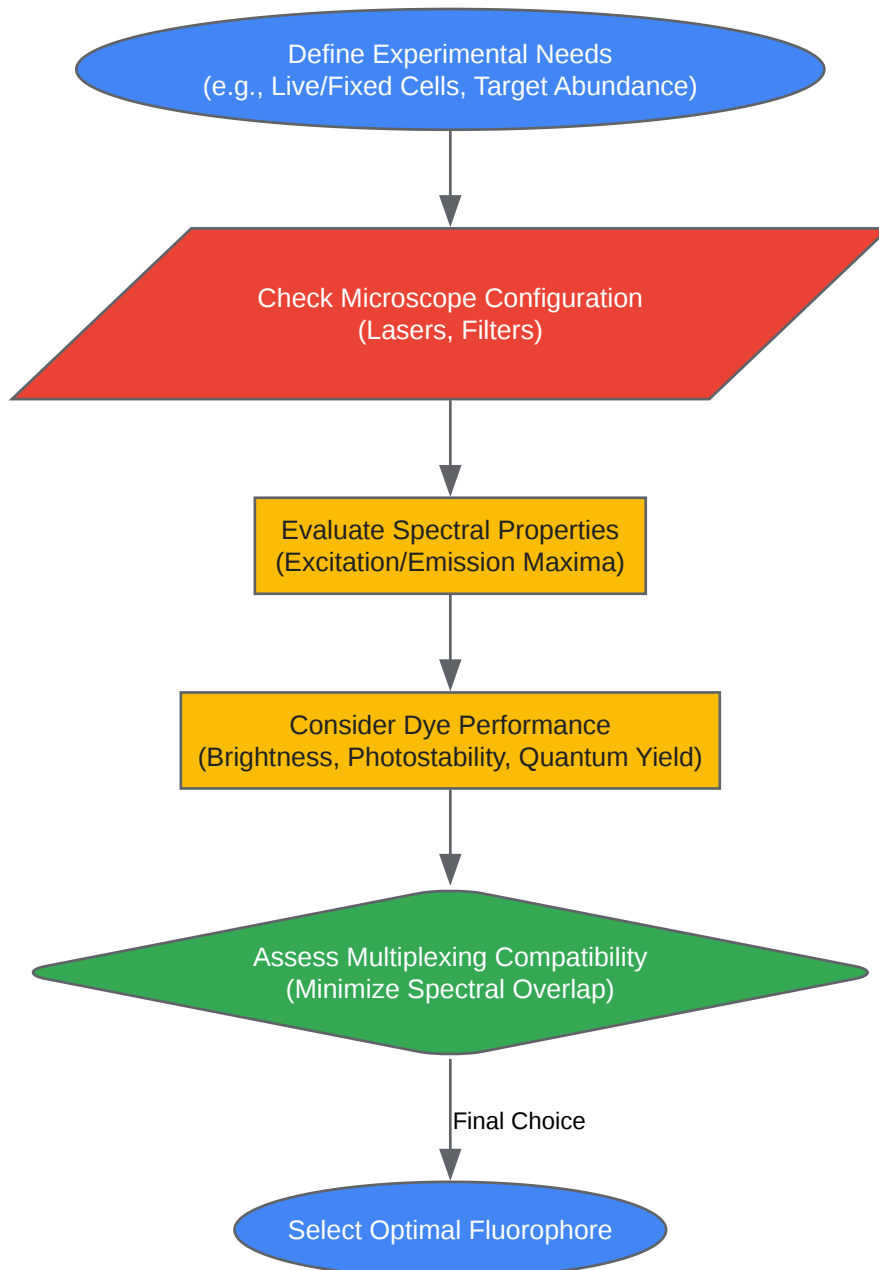 Define Experimental Needs
(e.g., Live/Fixed Cells, Target Abundance)
Check Microscope Configuration
(Lasers, Filters)
Evaluate Spectral Properties
(Excitation/Emission Maxima)
Consider Dye Performance
(Brightness, Photostability, Quantum Yield)
Assess Multiplexing Compatibility
(Minimize Spectral Overlap)
Final Choice
Select Optimal Fluorophore